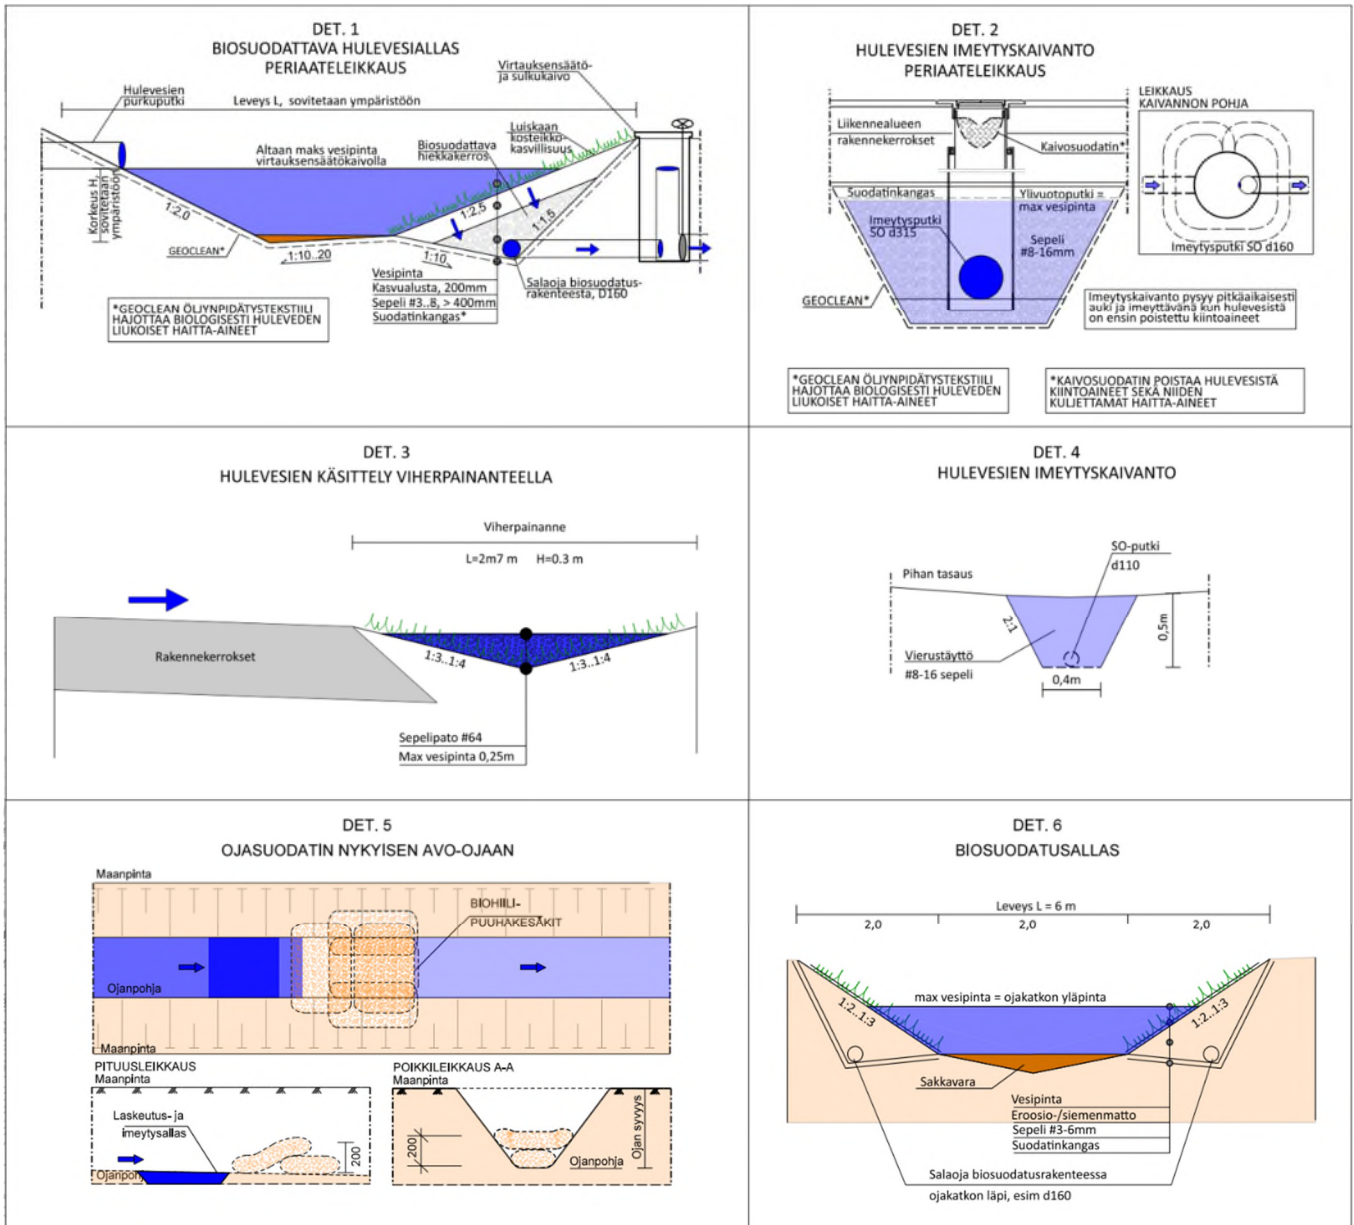 DET. 1
BIOSUODATTAVA HULEVESIALLAS
PERIAATELEIKKAUS
Hulevesien
purkuputki
Leveys L, sovitetaan ympäristöön
Virtauksensäätö-
ja sulkukaivo
Altaan maks vesipinta
virtauksensäätökaivolla
Biosuodattava
hiekkakerros
Luiskaan
kosteikko-
kasvillisuus
Korkeus H,
sovitetaan
ympäristöön
1:2,0
1:2,5
1:1,5
GEOCLEAN*
1:10..20
1:10
Vesipinta
Kasvualusta, 200mm
Sepeli #3..8, > 400mm
Suodatinkangas*
Salaoja biosuodatus-
rakenteesta, D160
*GEOCLEAN ÖLJYNPIDÄTYSTEKSTIILI
HAJOTTAA BIOLOGISESTI HULEVEDEN
LIUKOISET HAITTA-AINEET
DET. 2
HULEVESIEN IMEYTYSKAIVANTO
PERIAATELEIKKAUS
Liikennealueen
rakennekerrokset
Kaivosuodatin*
Suodatinkangas
Ylivuotoputki =
max vesipinta
Imeytysputki
SO d315
Sepeli
#8-16mm
GEOCLEAN*
LEIKKAUS
KAIVANNON POHJA
Imeytysputki SO d160
Imeytyskaivanto pysyy pitkäaikaisesti
auki ja imeyttävänä kun hulevesistä
on ensin poistettu kiintoaineet
*GEOCLEAN ÖLJYNPIDÄTYSTEKSTIILI
HAJOTTAA BIOLOGISESTI HULEVEDEN
LIUKOISET HAITTA-AINEET
*KAIVOSUODATIN POISTAA HULEVESISTÄ
KIINTOAINEET SEKÄ NIIDEN
KULJETTAMAT HAITTA-AINEET
DET. 3
HULEVESIEN KÄSITTELY VIHERPAINANTEELLA
Viherpainanne
L=2m7 m H=0.3 m
Rakennekerrokset
1:3..1:4
1:3..1:4
Sepelipato #64
Max vesipinta 0,25m
DET. 4
HULEVESIEN IMEYTYSKAIVANTO
SO-putki
d110
Pihan tasaus
2:1
0,5m
Vierustäyttö
#8-16 sepeli
0,4m
DET. 5
OJASUODATIN NYKYISEN AVO-OJAAN
Maanpinta
BIOHIILI-
PUUHAKESÄKIT
Ojanpohja
Maanpinta
PITUUSLEIKKAUS
Maanpinta
Laskeutus- ja
imeytysallas
200
Ojanpohj
POIKKILEIKKAUS A-A
Maanpinta
200
Ojanpohja
Ojan syvyys
DET. 6
BIOSUODATUSALLAS
Leveys L = 6 m
2,0
2,0
2,0
max vesipinta = ojakatkon yläpinta
1:2..1:3
1:2..1:3
Sakkavara
Vesipinta
Eroosio-/siemenmatto
Sepeli #3-6mm
Suodatinkangas
Salaoja biosuodatusrakenteessa
ojakatkon läpi, esim d160